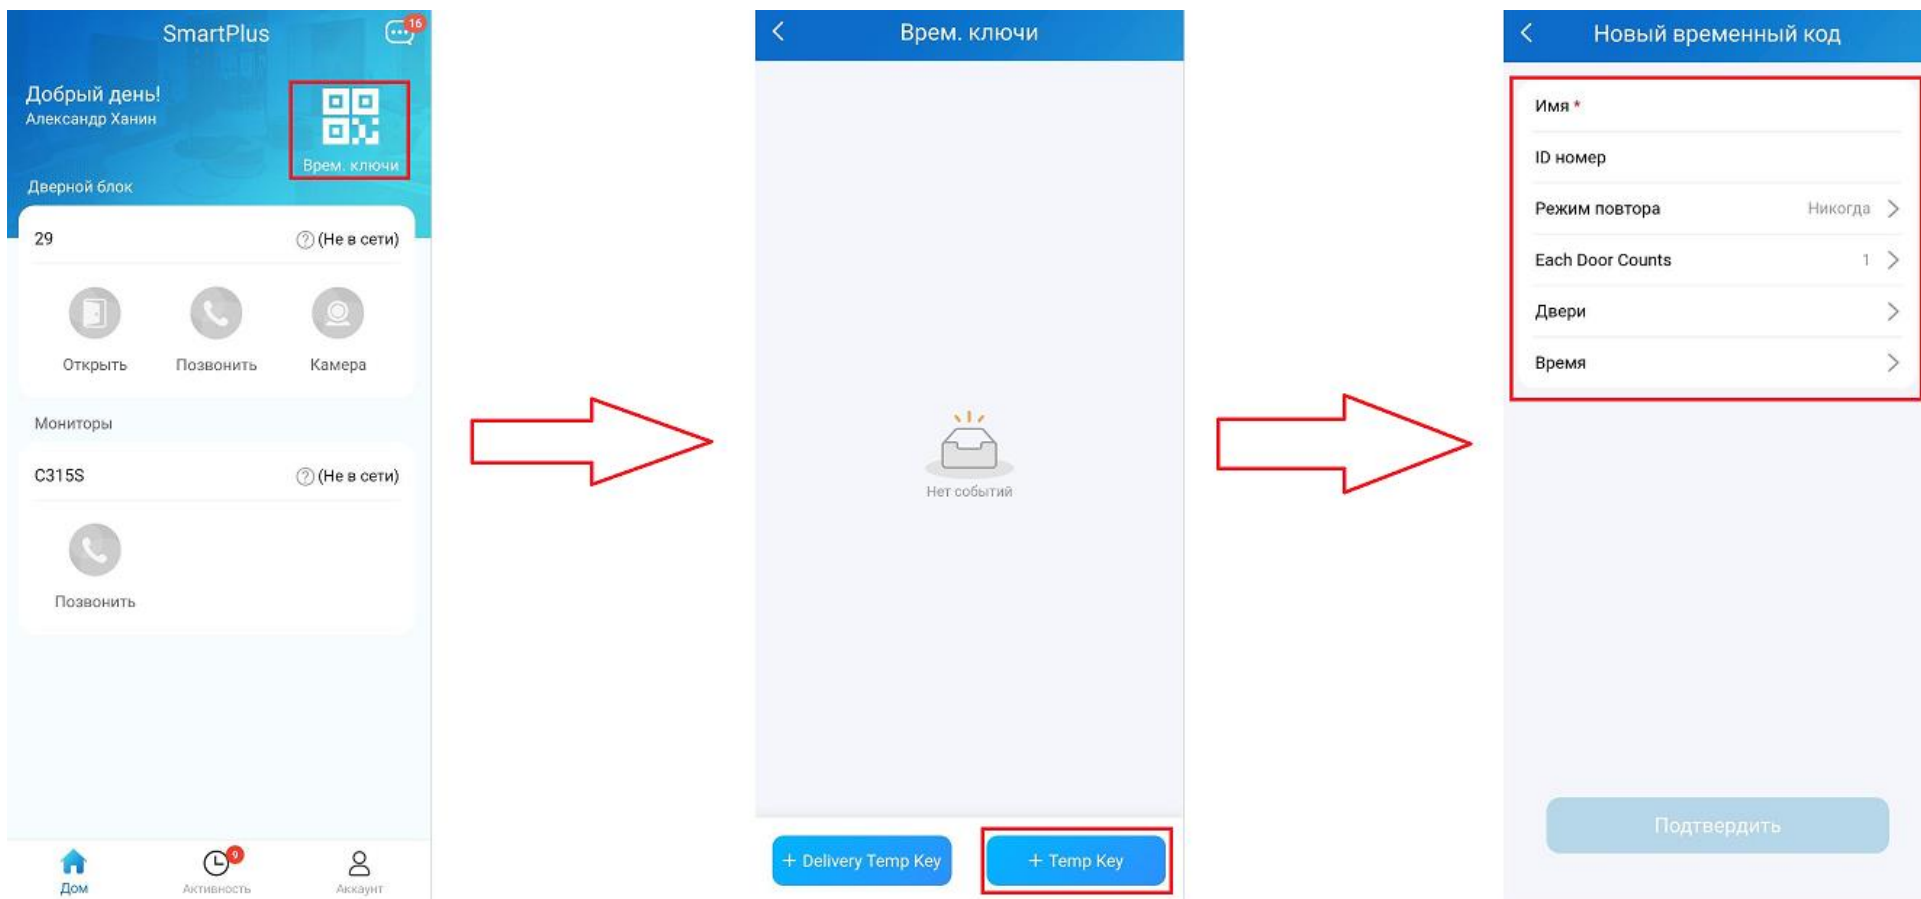 SmartPlus
16
Добрый день!
Александр Ханин
Врем. ключи
Дверной блок
29
(Не в сети)
Открыть
Позвонить
Камера
Мониторы
C315S
(Не в сети)
Позвонить
Дом
9
Активность
Аккаунт
Врем. ключи
Нет событий
+ Delivery Temp Key
+ Temp Key
Новый временный код
Имя *
ID номер
Режим повтора
Никогда
Each Door Counts
1
Двери
Время
Подтвердить